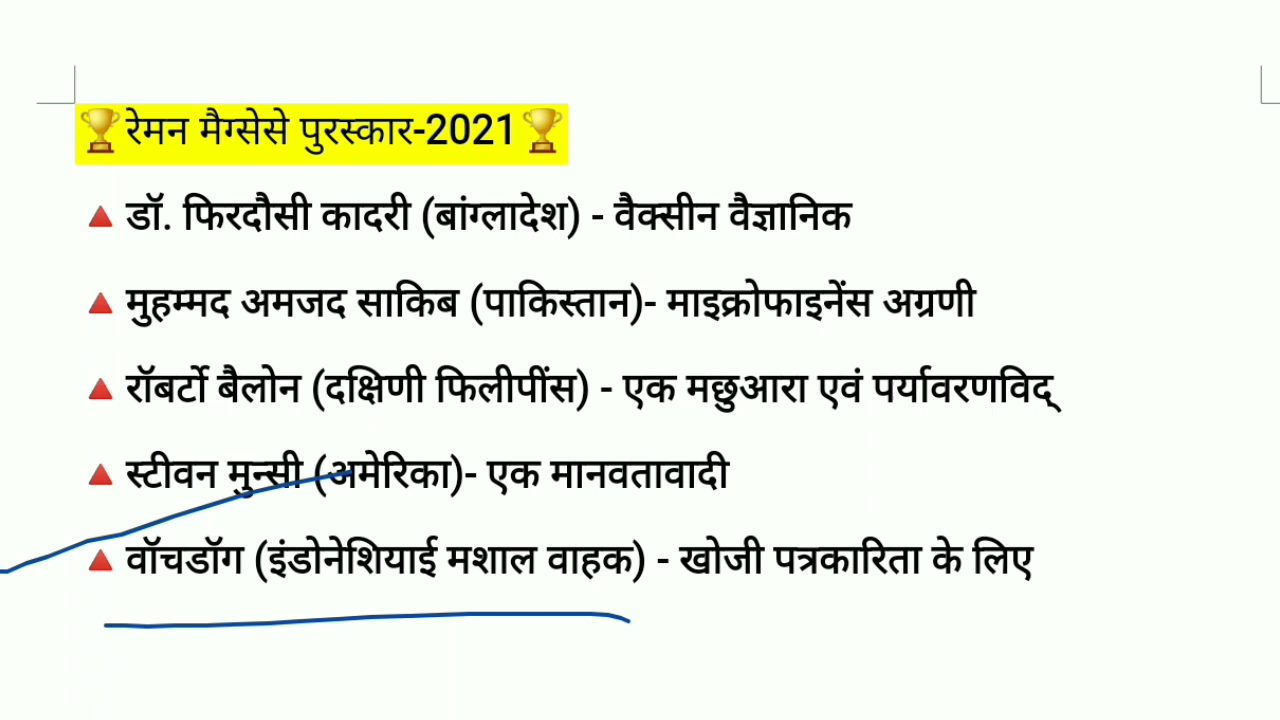 🏆रेमन मैग्सेसे पुरस्कार-2021🏆
🔺डॉ. फिरदौसी कादरी (बांग्लादेश) - वैक्सीन वैज्ञानिक
🔺मुहम्मद अमजद साकिब (पाकिस्तान)- माइक्रोफाइनेंस अग्रणी
🔺रॉबर्टो बैलोन (दक्षिणी फिलीपींस) - एक मछुआरा एवं पर्यावरणविद्
🔺स्टीवन मुन्सी (अमेरिका)- एक मानवतावादी
🔺वॉचडॉग (इंडोनेशियाई मशाल वाहक) - खोजी पत्रकारिता के लिए